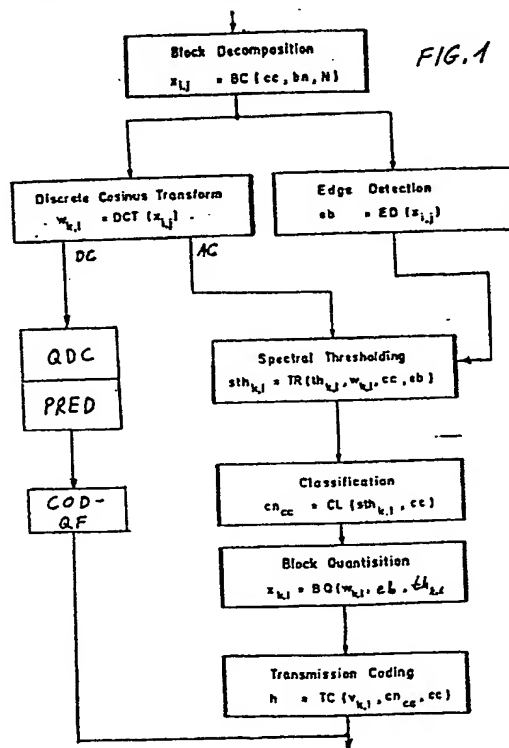 FIG.1
Block Decomposition
x_{i,j} = BC {cc, bn, N}
Discrete Cosinus Transform
w_{k,l} = DCT {x_{i,j}}
Edge Detection
eb = ED {x_{i,j}}
DC
AC
QDC
PRED
Spectral Thresholding
sth_{k,l} = TR{th_{k,l}, w_{k,l}, cc, eb}
COD-
QF
Classification
cn_{cc} = CL {sth_{k,l}, cc}
Block Quantisition
x_{k,l} = BQ{w_{k,l}, eb,
Transmission Coding
h = TC {v_{k,l}, cn_{cc}, cc}